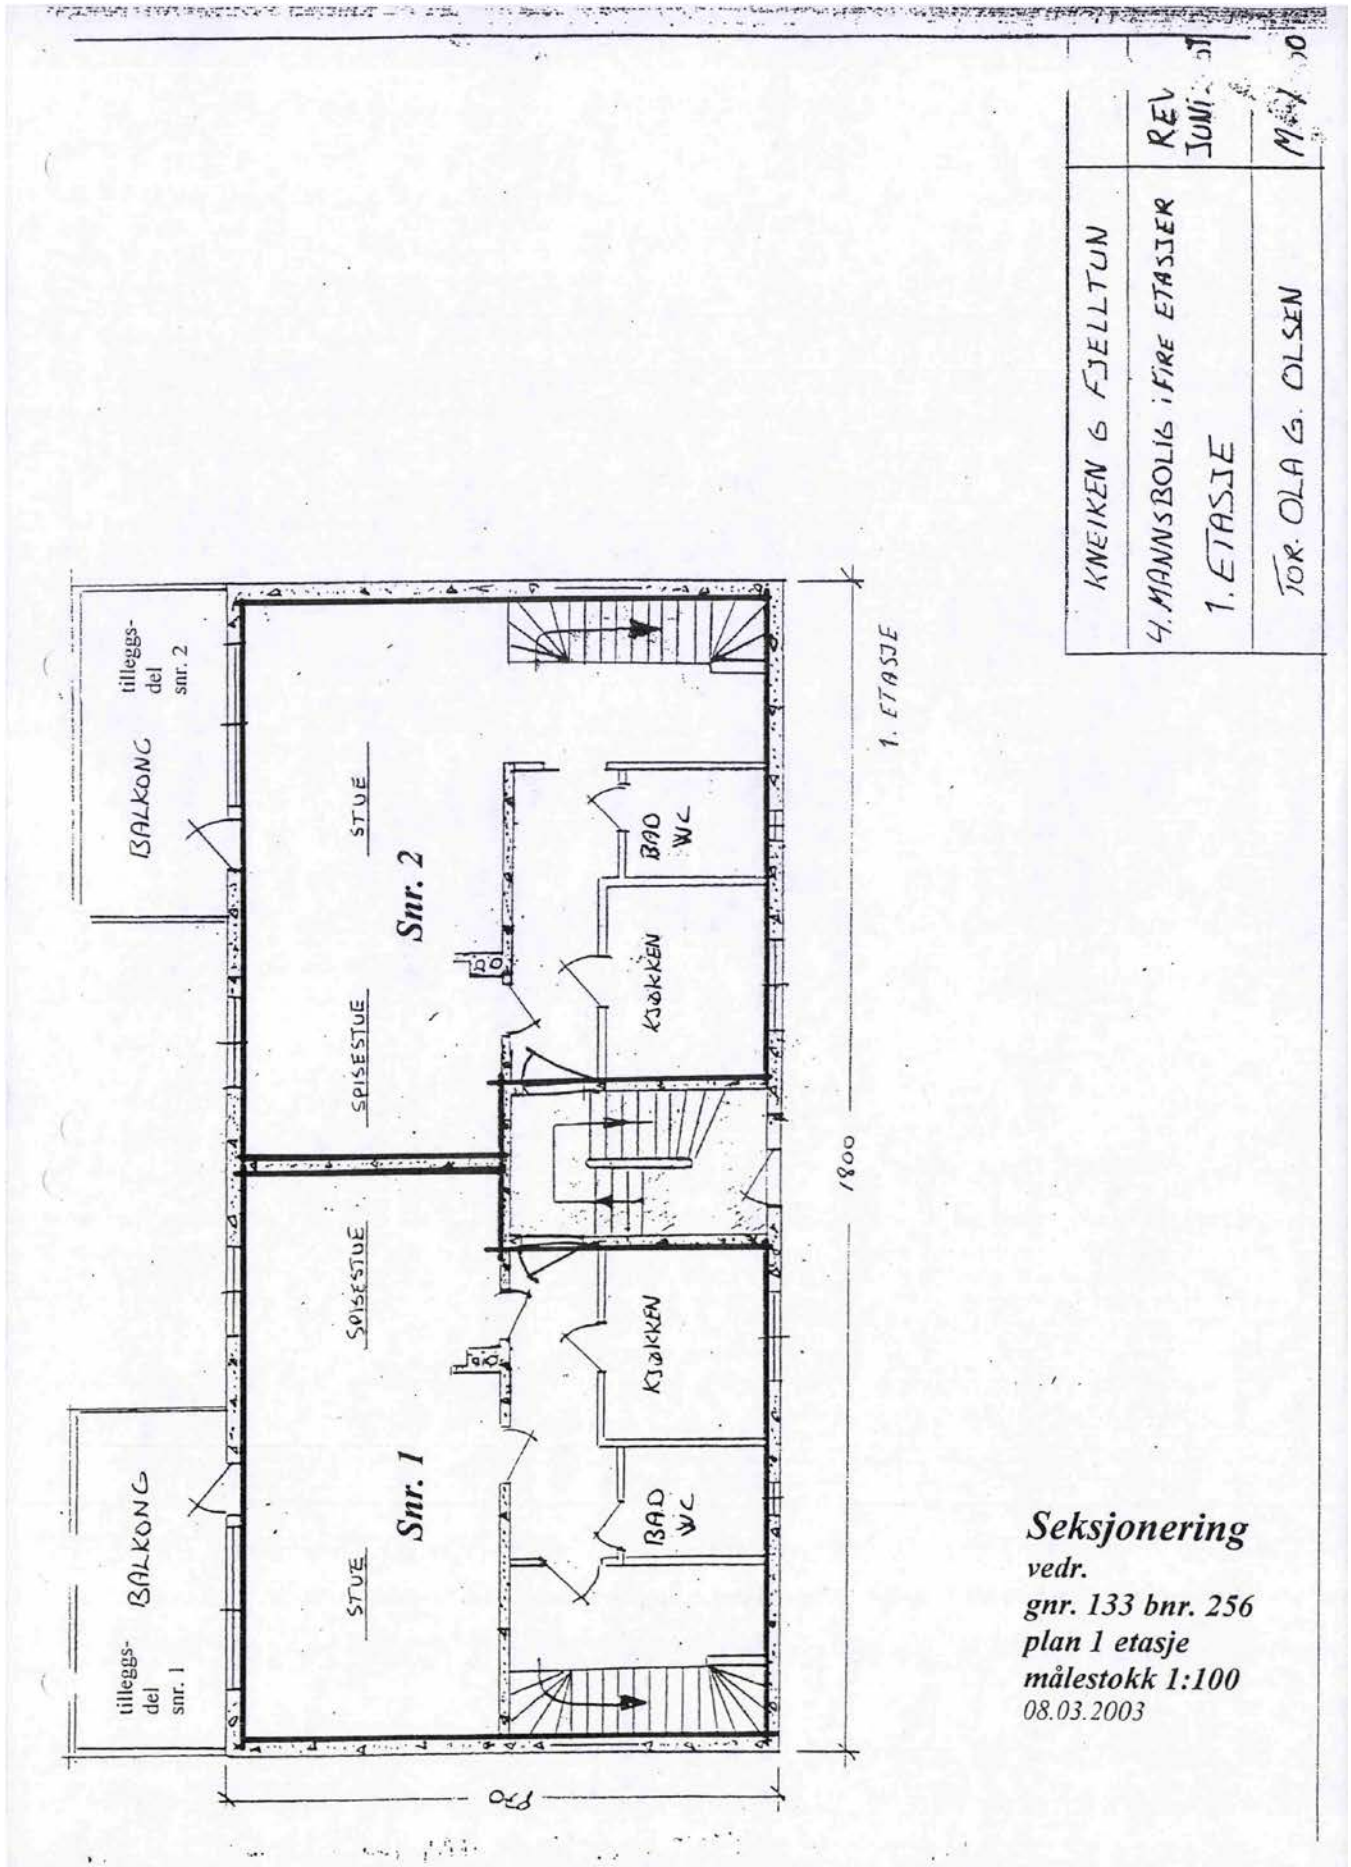 tilleggs-
del
snr. 1
BALKONG
BALKONG
tilleggs-
del
snr. 2
STUE
SPISESTUE
SPISESTUE
STUE
Snr. 1
Snr. 2
BAD
WC
KJØKKEN
KJØKKEN
BAD
WC
1800
1. ETASJE
Seksjonering
vedr.
gnr. 133 bnr. 256
plan 1 etasje
målestokk 1:100
08.03.2003
KNEIKEN 6 FJELLTUN
4. MANNSBOLIG i FIRE ETASJER
REV
JUNI
1. ETASJE
TOR. OLA G. OLSEN